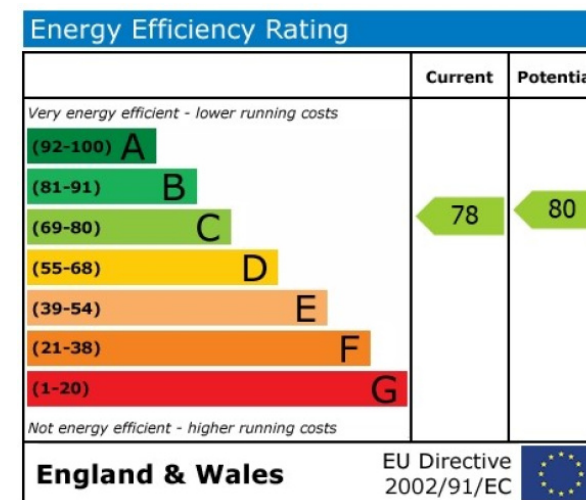 Energy Efficiency Rating
Current Potentia
Very energy efficient - lower running costs
(92-100) A
(81-91) B
(69-80) C
78 80
(55-68) D
(39-54) E
(21-38) F
(1-20) G
Not energy efficient - higher running costs
England & Wales
EU Directive
2002/91/EC